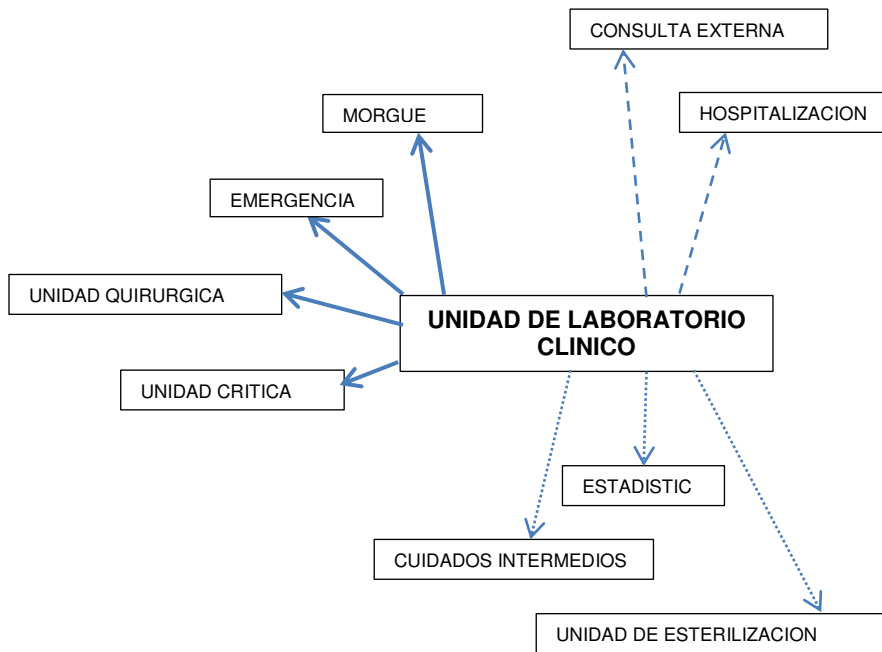 CONSULTA EXTERNA
MORGUE
HOSPITALIZACION
EMERGENCIA
UNIDAD QUIRURGICA
UNIDAD DE LABORATORIO
CLINICO
UNIDAD CRITICA
ESTADISTIC
CUIDADOS INTERMEDIOS
UNIDAD DE ESTERILIZACION